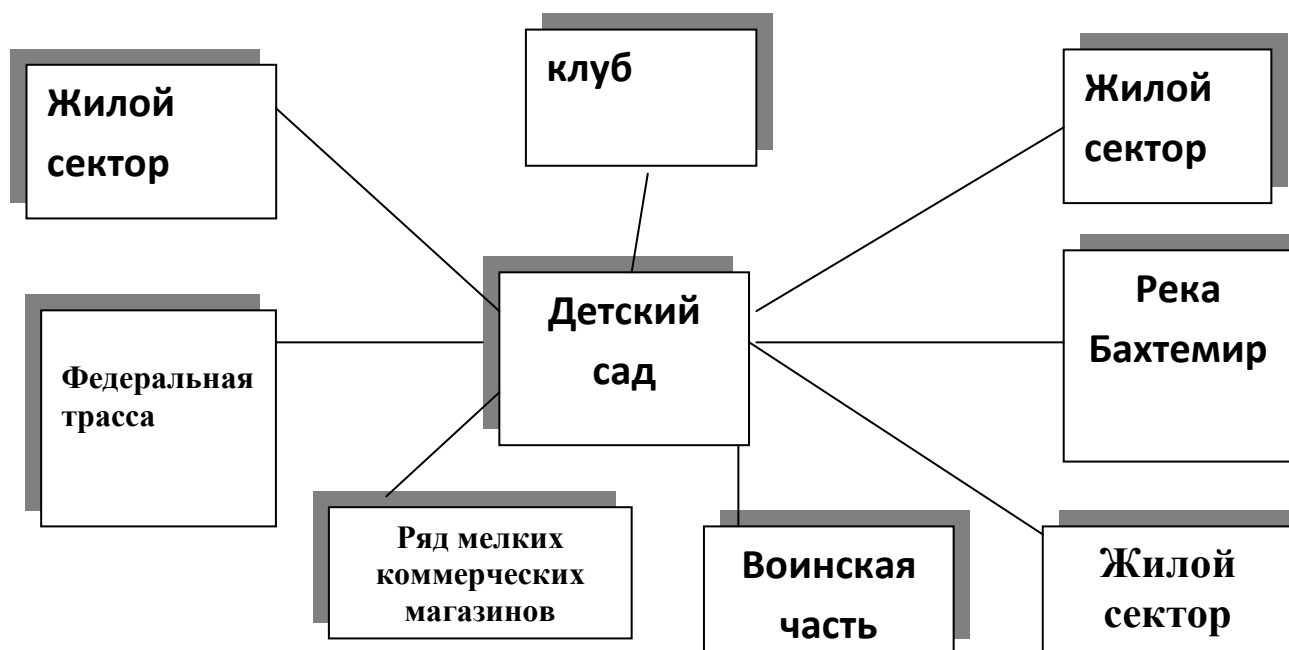 Жилой
сектор
клуб
Жилой
сектор
Детский
сад
Река
Бахтемир
Федеральная
трасса
Ряд мелких
коммерческих
магазинов
Воинская
часть
Жилой
сектор